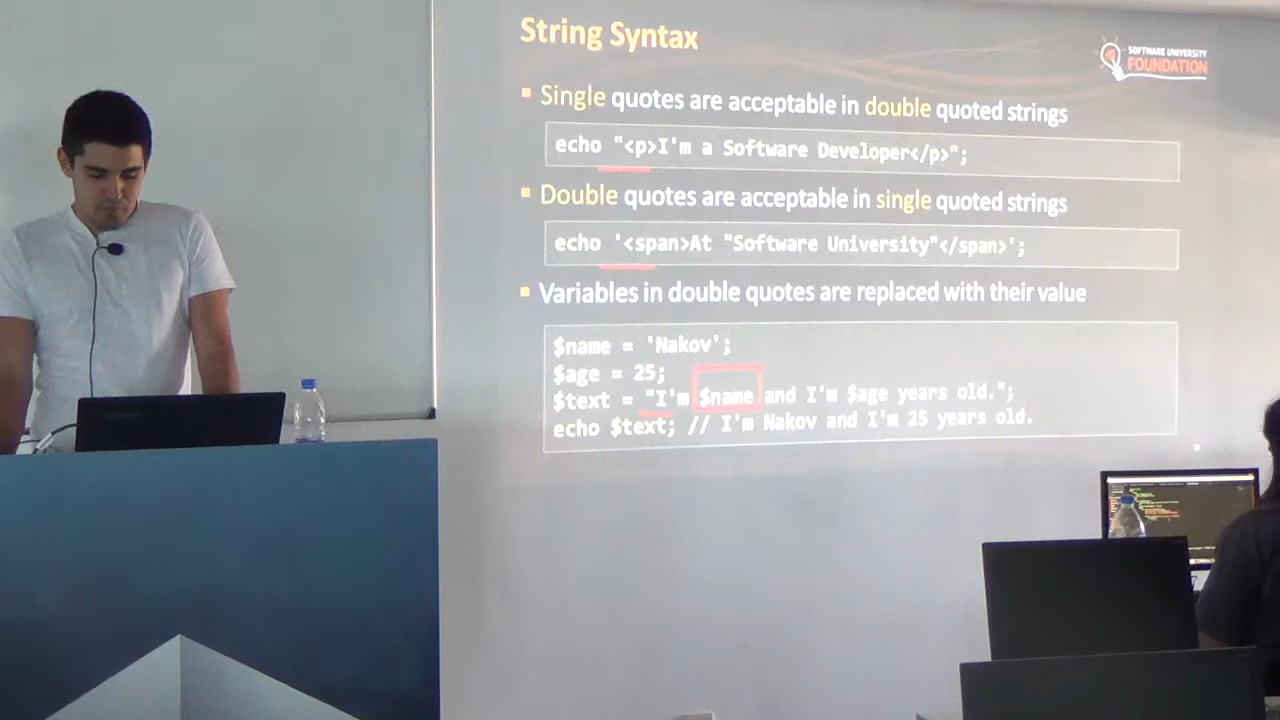 String Syntax
SOFTWARE UNIVERSITY
FOUNDATION
Single quotes are acceptable in double quoted strings
echo "<p>I'm a Software Developer</p>";
Double quotes are acceptable in single quoted strings
echo '<span>At "Software University"</span>';
Variables in double quotes are replaced with their value
$name = 'Nakov';
$age = 25;
$text = "I'm $name and I'm $age years old.";
echo $text; // I'm Nakov and I'm 25 years old.